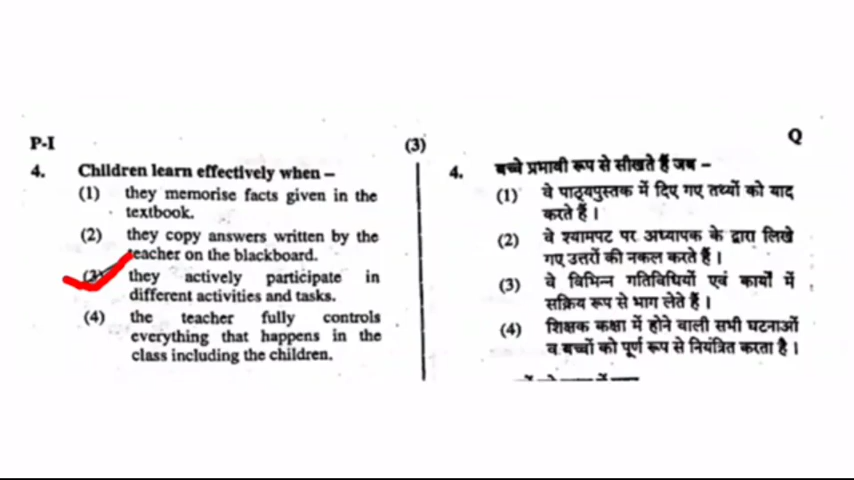 P-I
(3)
Q
4. Children learn effectively when –
(1) they memorise facts given in the
textbook.
(2) they copy answers written by the
teacher on the blackboard.
(3) they actively participate in
different activities and tasks.
(4) the teacher fully controls
everything that happens in the
class including the children.
4. बच्चे प्रभावी रूप से सीखते हैं जब –
(1) वे पाठ्यपुस्तक में दिए गए तथ्यों को याद
करते हैं ।
(2) वे श्यामपट पर अध्यापक के द्वारा लिखे
गए उत्तरों की नकल करते हैं ।
(3) वे विभिन्न गतिविधियों एवं कार्यों में
सक्रिय रूप से भाग लेते हैं ।
(4) शिक्षक कक्षा में होने वाली सभी घटनाओं
व बच्चों को पूर्ण रूप से नियंत्रित करता है ।